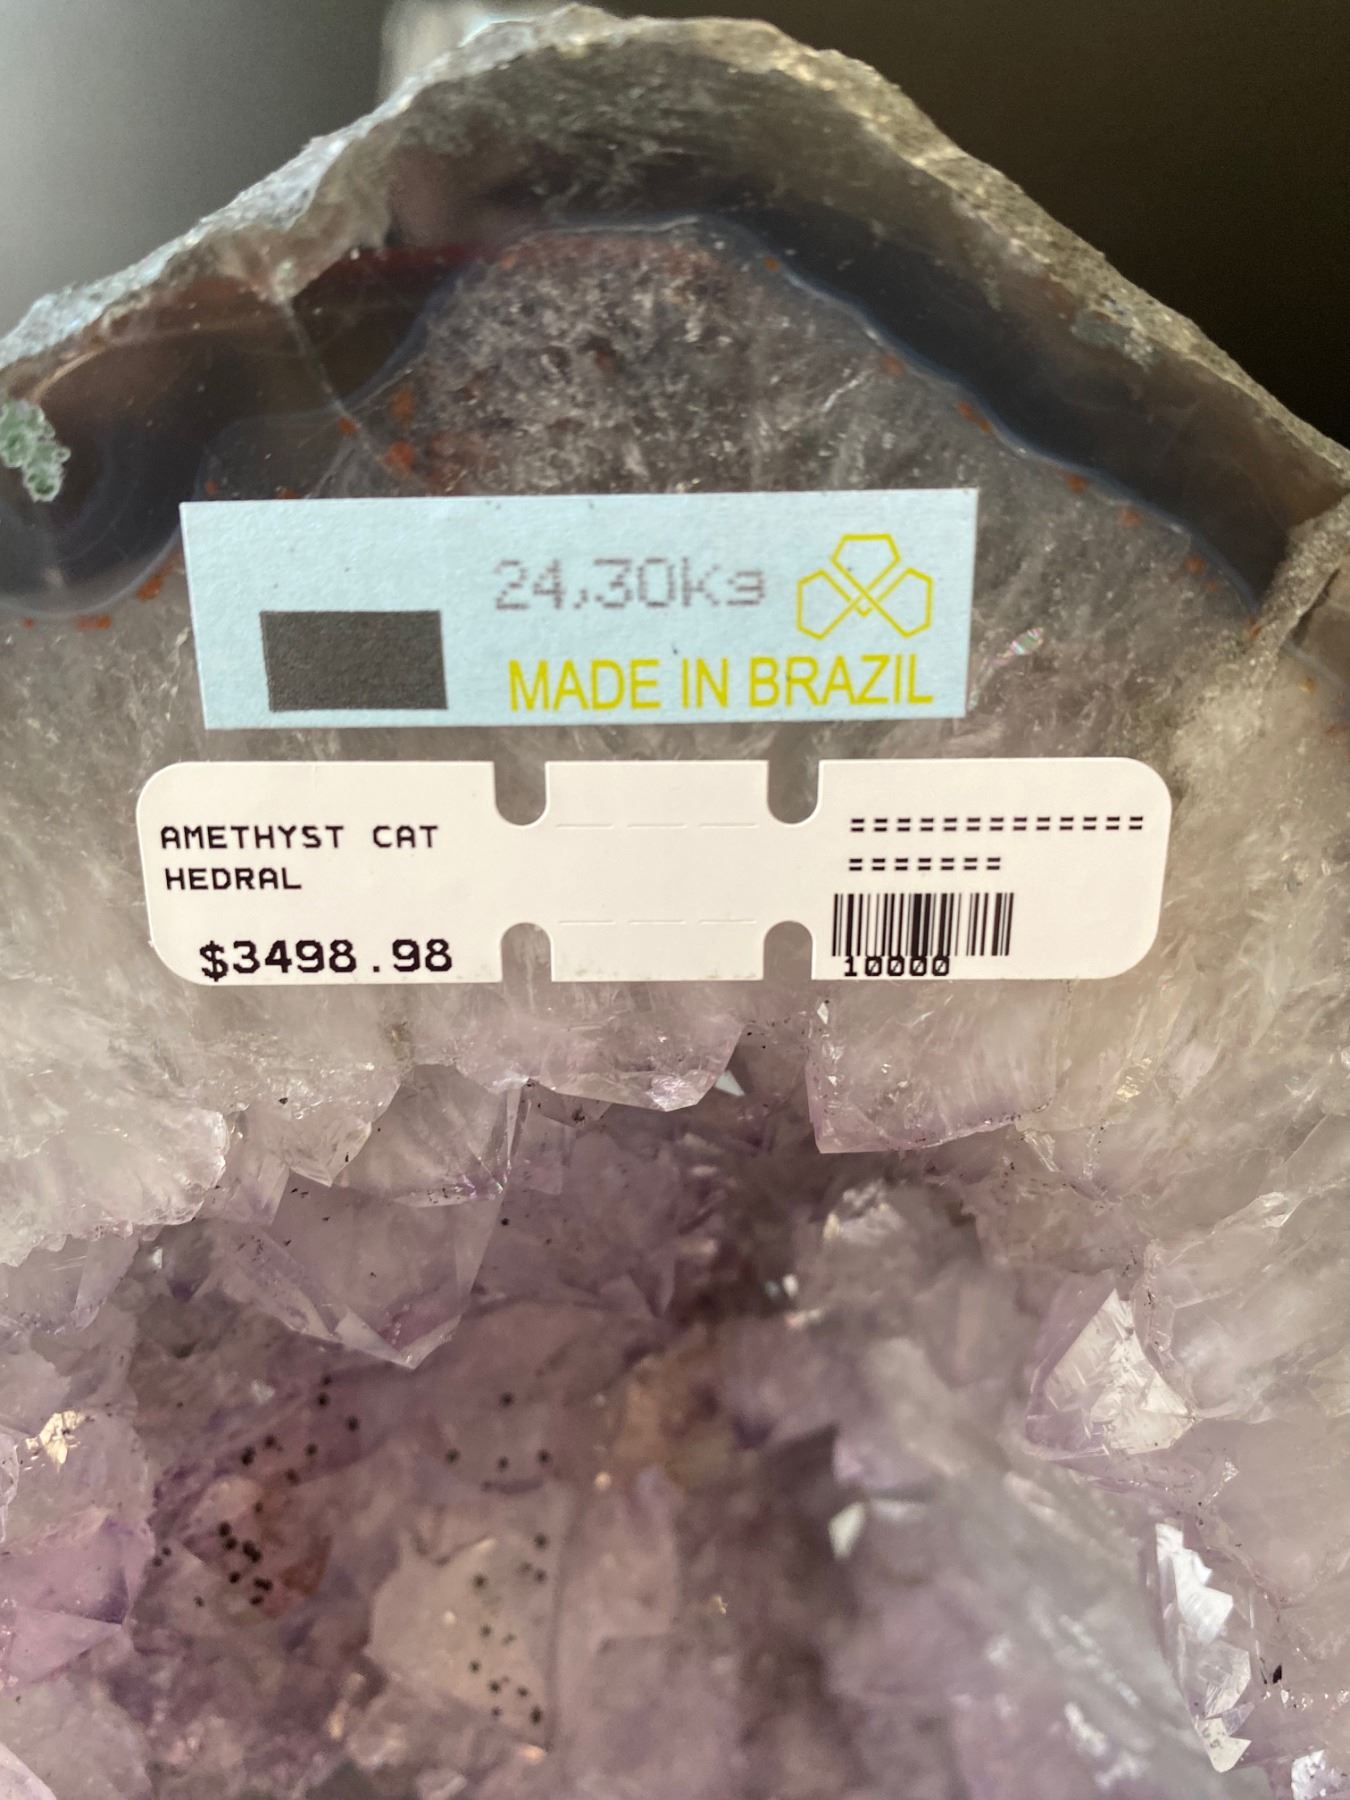 24,30Kg
MADE IN BRAZIL
AMETHYST CAT
HEDRAL
$3498.98
=============
=======
10000